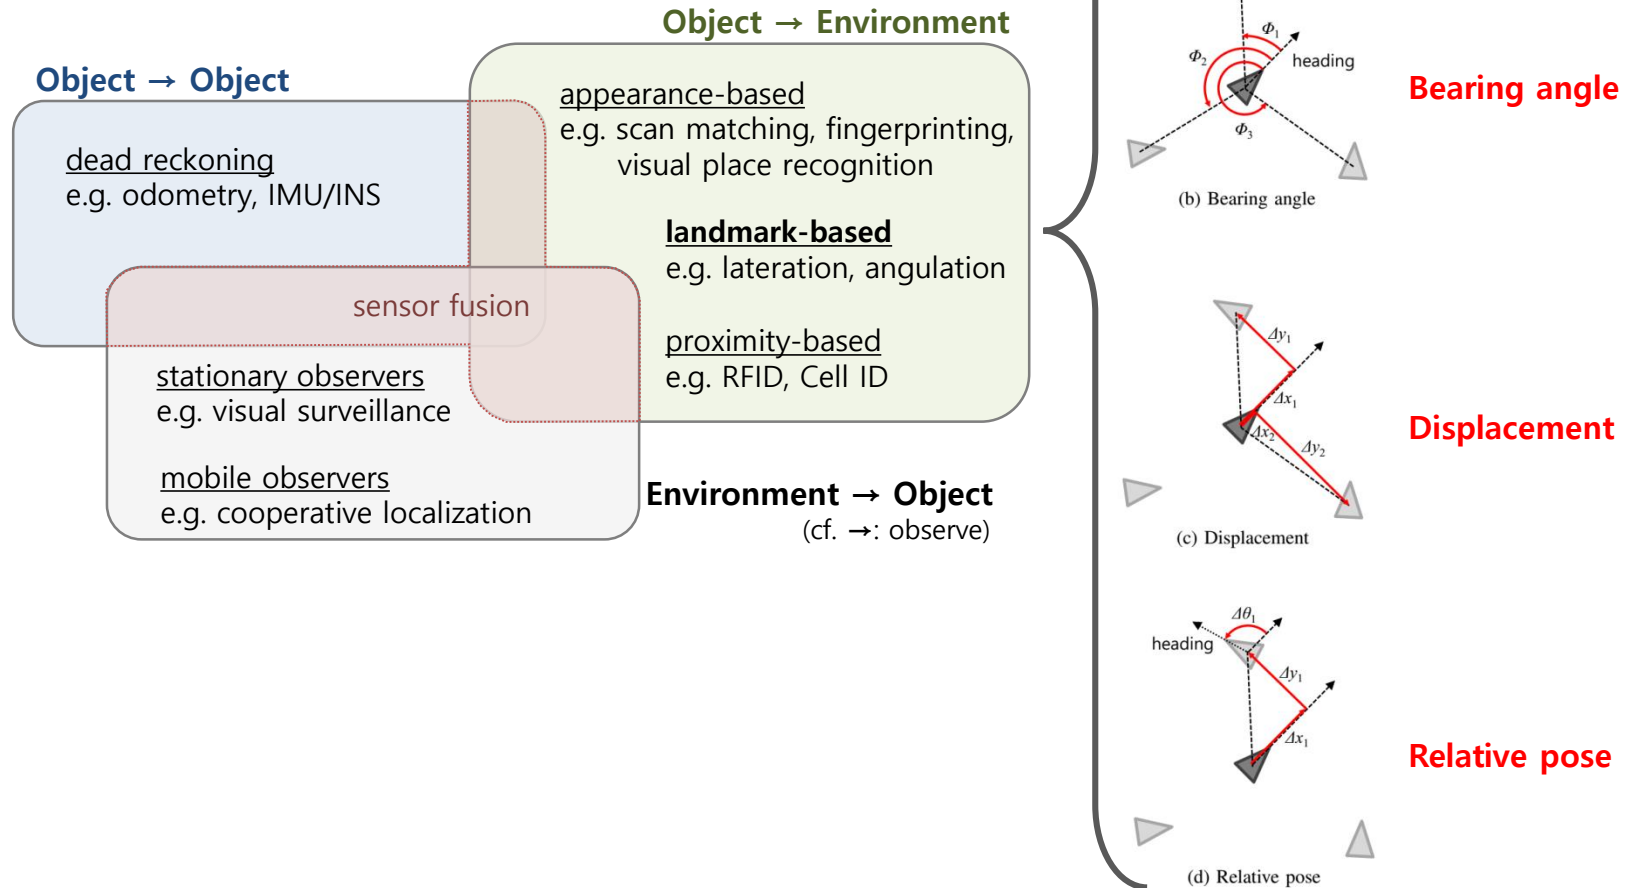 Object → Environment
Object → Object
appearance-based
e.g. scan matching, fingerprinting,
visual place recognition
dead reckoning
e.g. odometry, IMU/INS
landmark-based
e.g. lateration, angulation
sensor fusion
proximity-based
e.g. RFID, Cell ID
stationary observers
e.g. visual surveillance
mobile observers
e.g. cooperative localization
Environment → Object
(cf. →: observe)
Φ1
Φ2
heading
Φ3
(b) Bearing angle
Bearing angle
Δy1
Δx1
Δx2
Δy2
(c) Displacement
Displacement
Δθ1
heading
Δy1
Δx1
(d) Relative pose
Relative pose